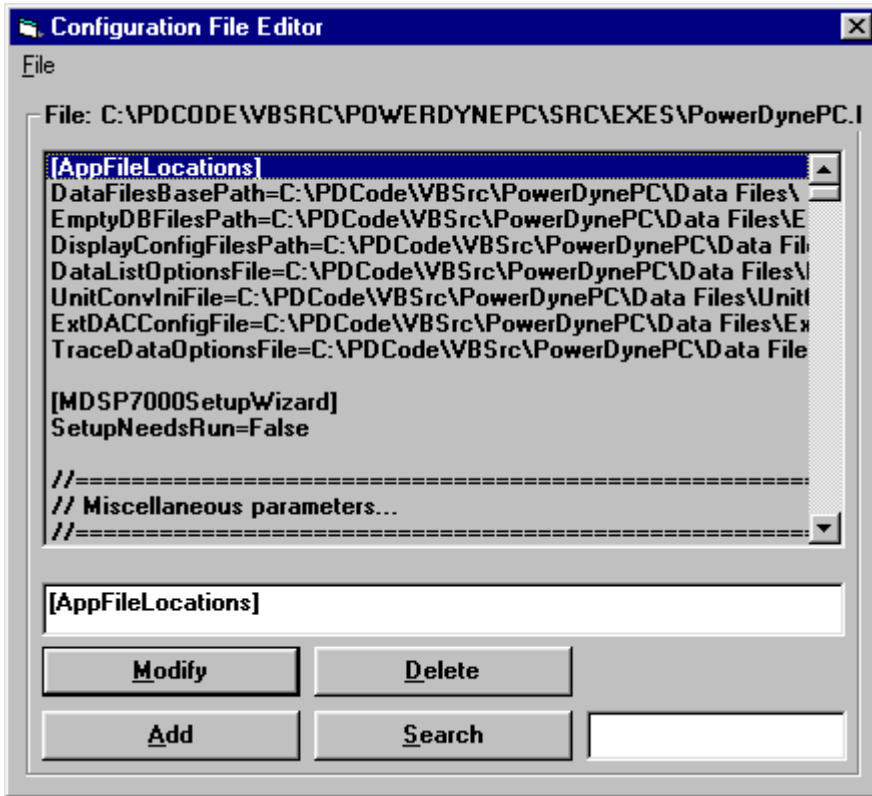 Configuration File Editor
File
File: C:\PDCODE\VBSRC\POWERDYNEPC\SRC\EXES\PowerDynePC.I
[AppFileLocations]
DataFilesBasePath=C:\PDCode\VBSrc\PowerDynePC\Data Files\
EmptyDBFilesPath=C:\PDCode\VBSrc\PowerDynePC\Data Files\E
DisplayConfigFilesPath=C:\PDCode\VBSrc\PowerDynePC\Data Fil
DataListOptionsFile=C:\PDCode\VBSrc\PowerDynePC\Data Files\
UnitConvIniFile=C:\PDCode\VBSrc\PowerDynePC\Data Files\Unit
ExtDACConfigFile=C:\PDCode\VBSrc\PowerDynePC\Data Files\Ex
TraceDataOptionsFile=C:\PDCode\VBSrc\PowerDynePC\Data File
[MDSP7000SetupWizard]
SetupNeedsRun=False
//====================================================
// Miscellaneous parameters...
//====================================================
[AppFileLocations]
Modify Delete
Add Search